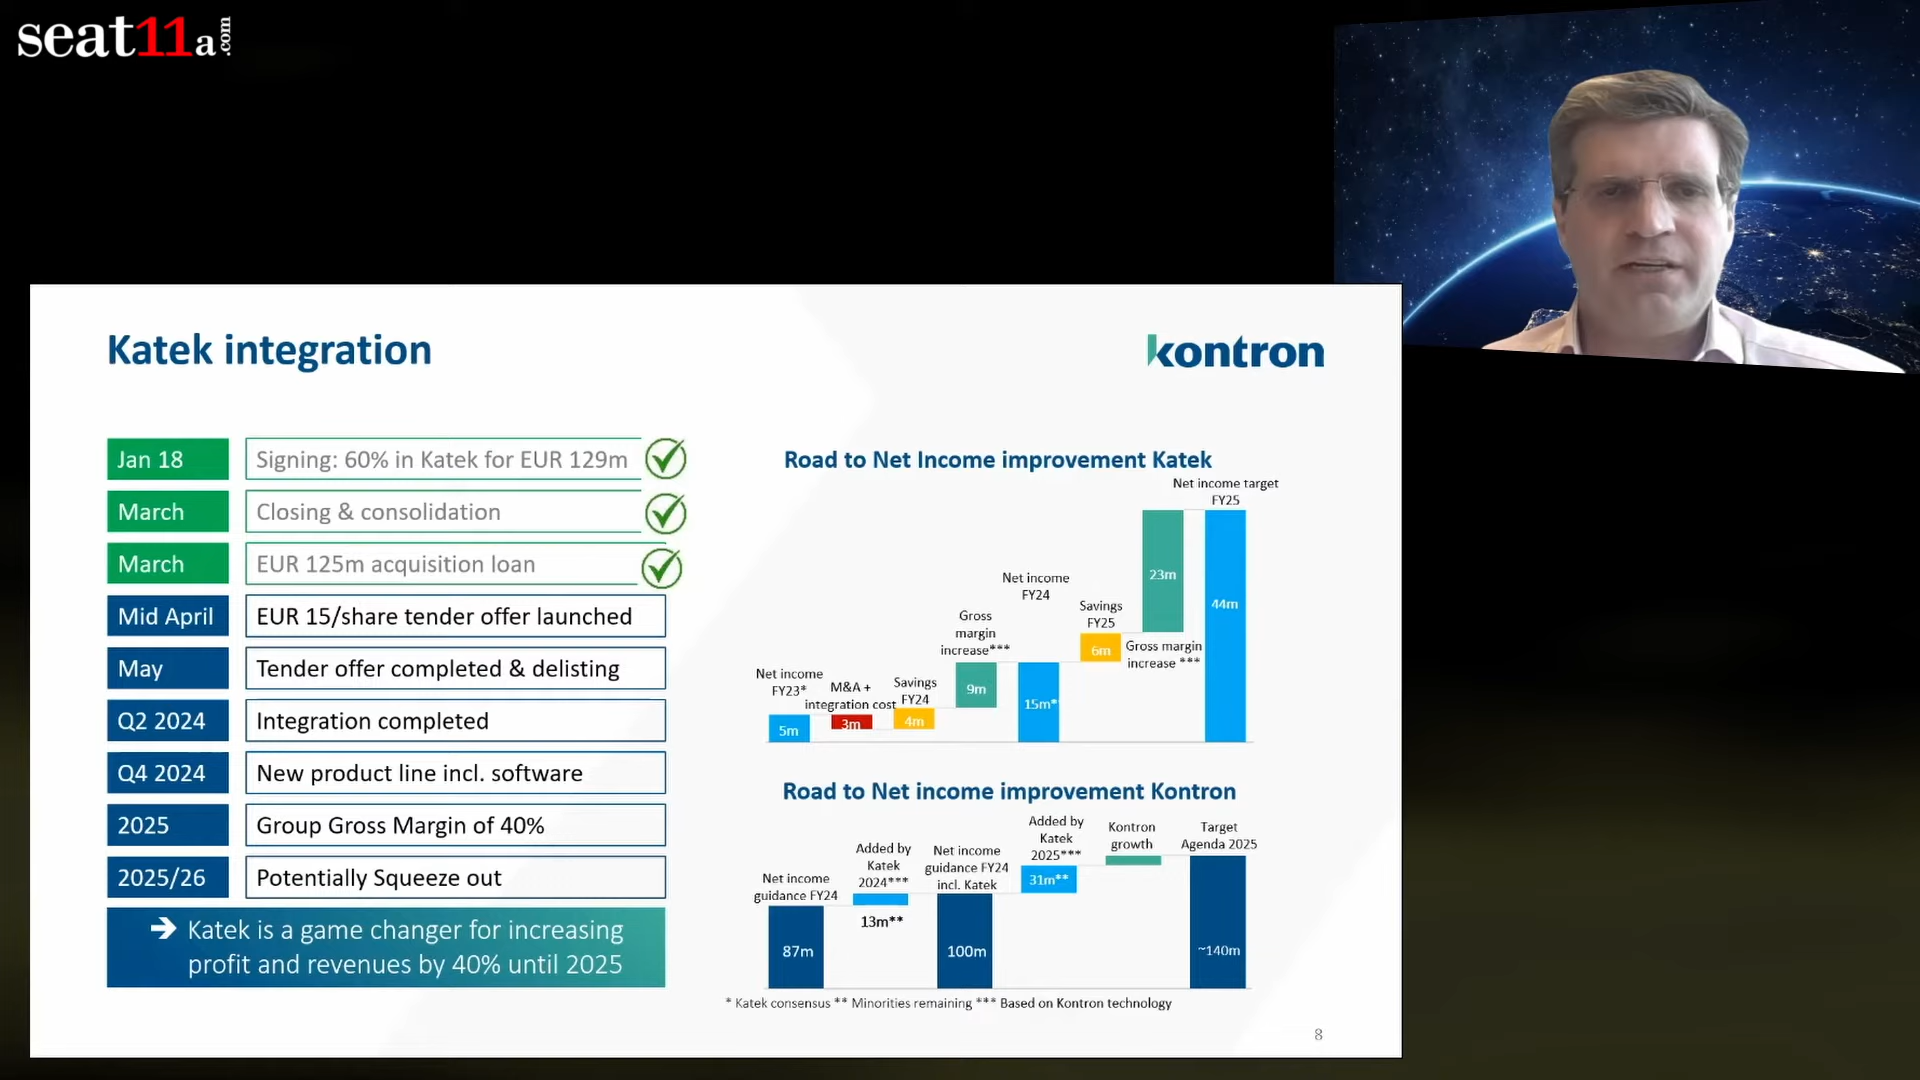 seat11a.com
Katek integration
kontron
Jan 18
Signing: 60% in Katek for EUR 129m
March
Closing & consolidation
March
EUR 125m acquisition loan
Mid April
EUR 15/share tender offer launched
May
Tender offer completed & delisting
Q2 2024
Integration completed
Q4 2024
New product line incl. software
2025
Group Gross Margin of 40%
2025/26
Potentially Squeeze out
➔ Katek is a game changer for increasing
profit and revenues by 40% until 2025
Road to Net Income improvement Katek
Net income
FY23*
5m
M&A +
integration cost
3m
Savings
FY24
4m
Gross
margin
increase***
9m
Net income
FY24
15m*
Savings
FY25
6m
Gross margin
increase ***
23m
Net income target
FY25
44m
Road to Net income improvement Kontron
Net income
guidance FY24
87m
Added by
Katek
2024***
13m**
Net income
guidance FY24
incl. Katek
100m
Added by
Katek
2025***
31m**
Kontron
growth
Target
Agenda 2025
~140m
* Katek consensus ** Minorities remaining *** Based on Kontron technology
8